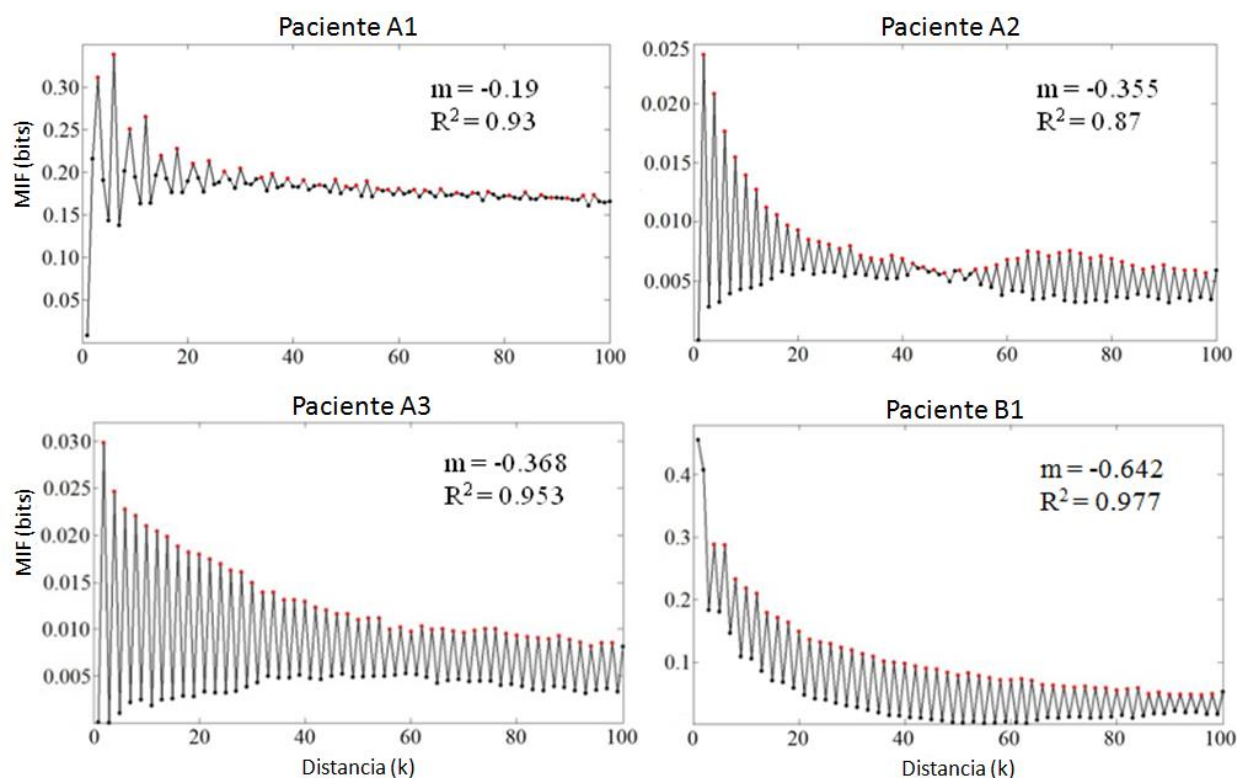 Paciente A1
MIF (bits)
0.30
0.25
0.20
0.15
0.10
0.05
m = -0.19
R² = 0.93
0 20 40 60 80 100
Paciente A2
0.025
0.020
0.015
0.010
0.005
m = -0.355
R² = 0.87
0 20 40 60 80 100
Paciente A3
MIF (bits)
0.030
0.025
0.020
0.015
0.010
0.005
m = -0.368
R² = 0.953
0 20 40 60 80 100
Distancia (k)
Paciente B1
0.4
0.3
0.2
0.1
m = -0.642
R² = 0.977
0 20 40 60 80 100
Distancia (k)